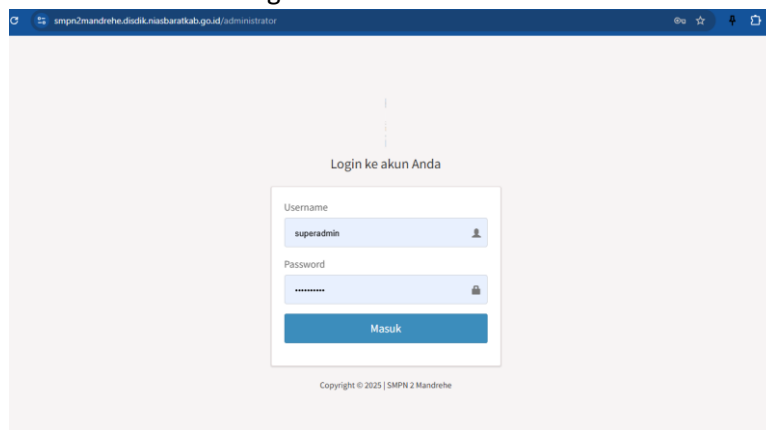 smpn2mandrehe.disdik.niasbaratkab.go.id/administrator
Login ke akun Anda
Username
superadmin
Password
••••••••••
Masuk
Copyright © 2025 | SMPN 2 Mandrehe